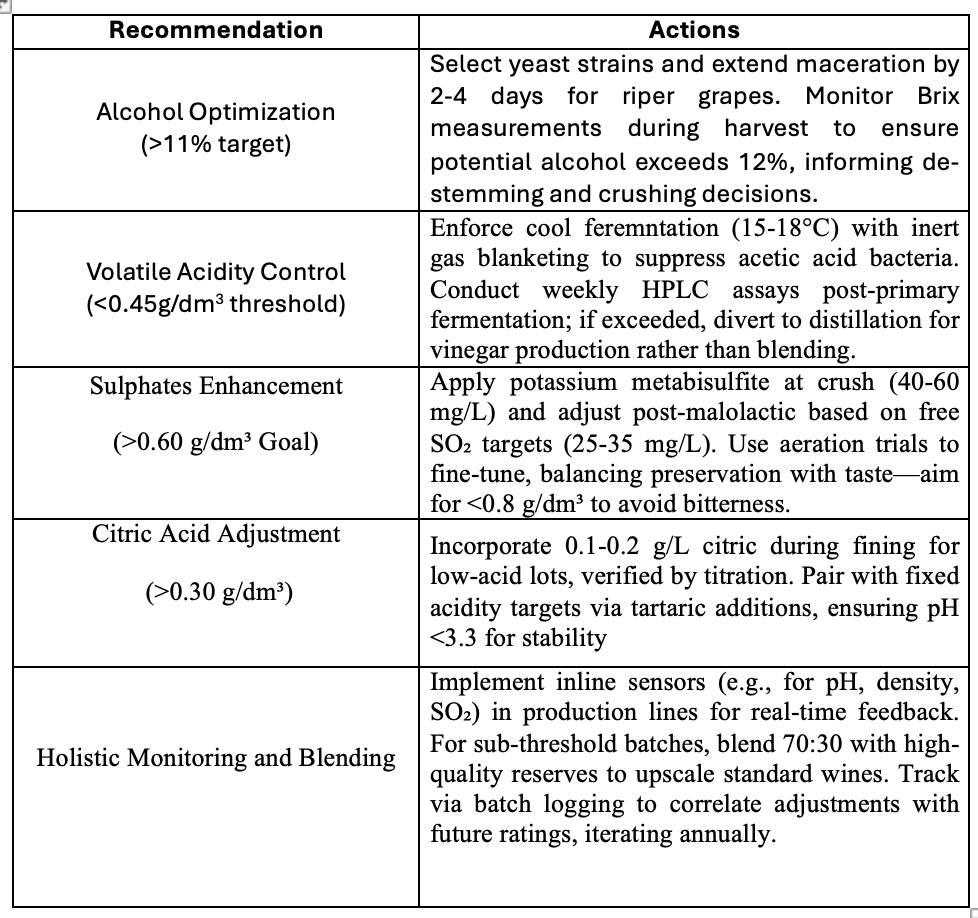 Recommendation
Actions
Alcohol Optimization
(>11% target)
Select yeast strains and extend maceration by
2-4 days for riper grapes. Monitor Brix
measurements during harvest to ensure
potential alcohol exceeds 12%, informing de-
stemming and crushing decisions.
Volatile Acidity Control
(<0.45g/dm³ threshold)
Enforce cool feremntation (15-18°C) with inert
gas blanketing to suppress acetic acid bacteria.
Conduct weekly HPLC assays post-primary
fermentation; if exceeded, divert to distillation for
vinegar production rather than blending.
Sulphates Enhancement
(>0.60 g/dm³ Goal)
Apply potassium metabisulfite at crush (40-60
mg/L) and adjust post-malolactic based on free
SO₂ targets (25-35 mg/L). Use aeration trials to
fine-tune, balancing preservation with taste—aim
for <0.8 g/dm³ to avoid bitterness.
Citric Acid Adjustment
(>0.30 g/dm³)
Incorporate 0.1-0.2 g/L citric during fining for
low-acid lots, verified by titration. Pair with fixed
acidity targets via tartaric additions, ensuring pH
<3.3 for stability
Holistic Monitoring and Blending
Implement inline sensors (e.g., for pH, density,
SO₂) in production lines for real-time feedback.
For sub-threshold batches, blend 70:30 with high-
quality reserves to upscale standard wines. Track
via batch logging to correlate adjustments with
future ratings, iterating annually.